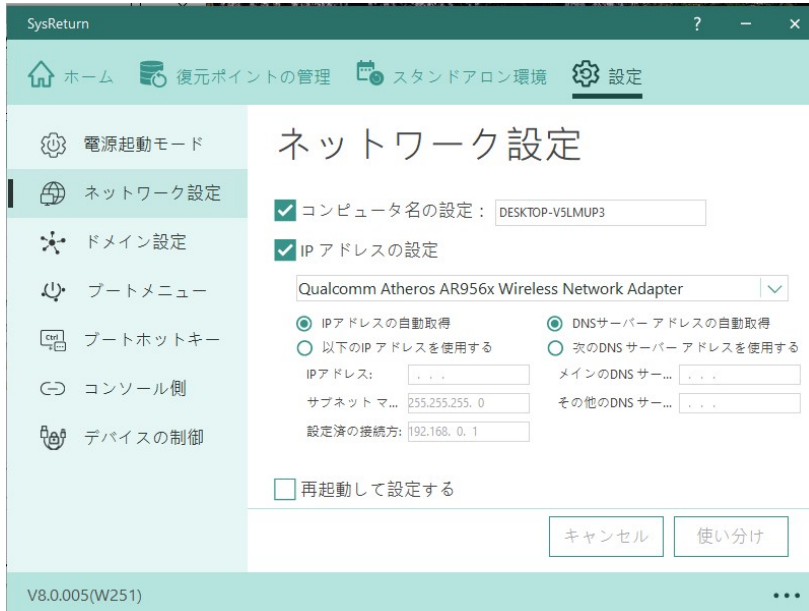 SysReturn
ホーム 復元ポイントの管理 スタンドアロン環境 設定
電源起動モード
ネットワーク設定
ドメイン設定
ブートメニュー
ブートホットキー
コンソール側
デバイスの制御
ネットワーク設定
コンピュータ名の設定： DESKTOP-V5LMUP3
IP アドレスの設定
Qualcomm Atheros AR956x Wireless Network Adapter
IPアドレスの自動取得
以下のIP アドレスを使用する
IPアドレス: . . .
サブネット マ... 255.255.255. 0
設定済の接続方: 192.168. 0. 1
DNSサーバー アドレスの自動取得
次のDNS サーバー アドレスを使用する
メインのDNS サー... . . .
その他のDNS サー... . . .
再起動して設定する
キャンセル 使い分け
V8.0.005(W251)